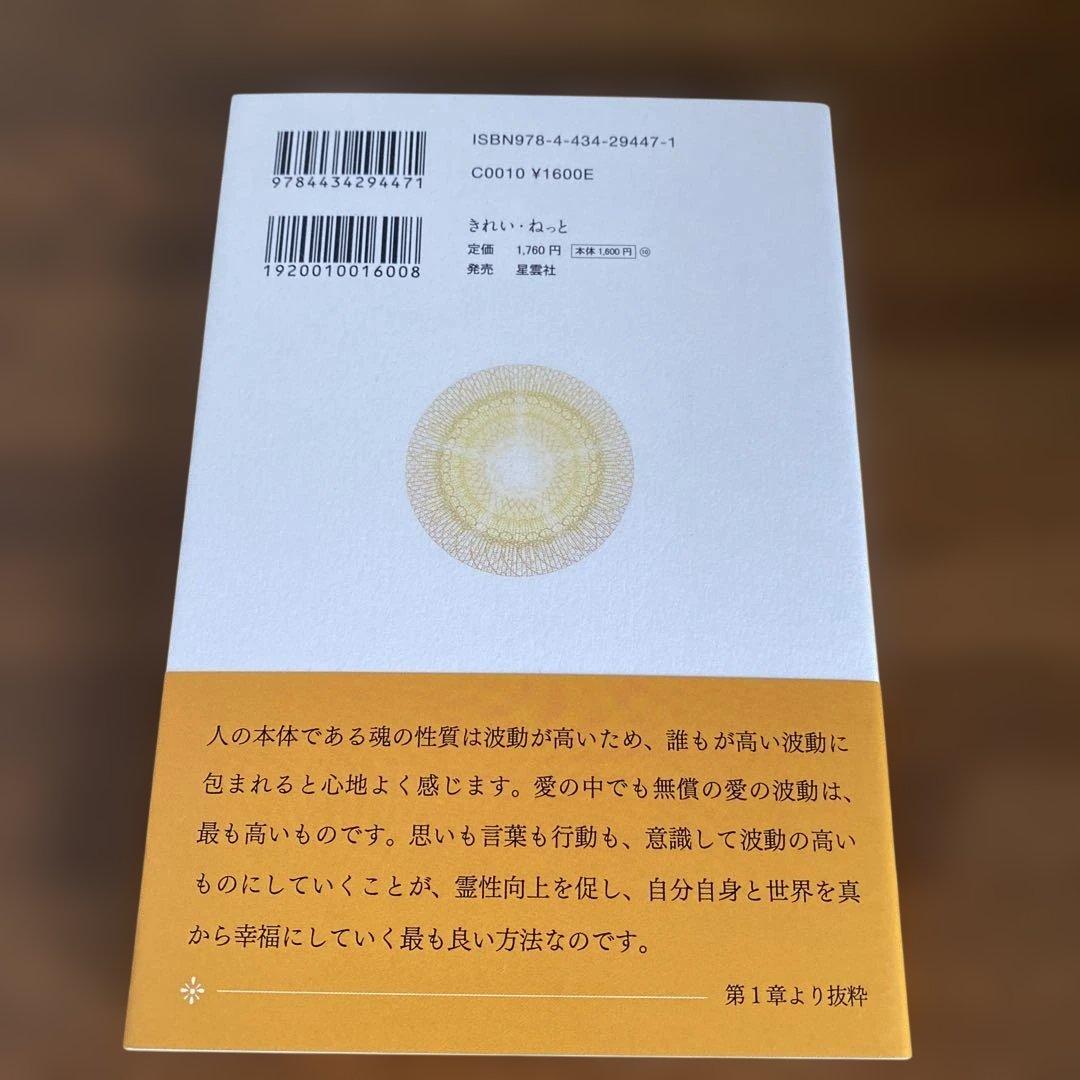 9784434294471
ISBN978-4-434-29447-1
C0010 ¥1600E
1920010016008
きれい・ねっと
定価 1,760円 本体1,600円 ⑩
発売 星雲社
人の本体である魂の性質は波動が高いため、誰もが高い波動に
包まれると心地よく感じます。愛の中でも無償の愛の波動は、
最も高いものです。思いも言葉も行動も、意識して波動の高い
ものにしていくことが、霊性向上を促し、自分自身と世界を真
から幸福にしていく最も良い方法なのです。
第1章より抜粋